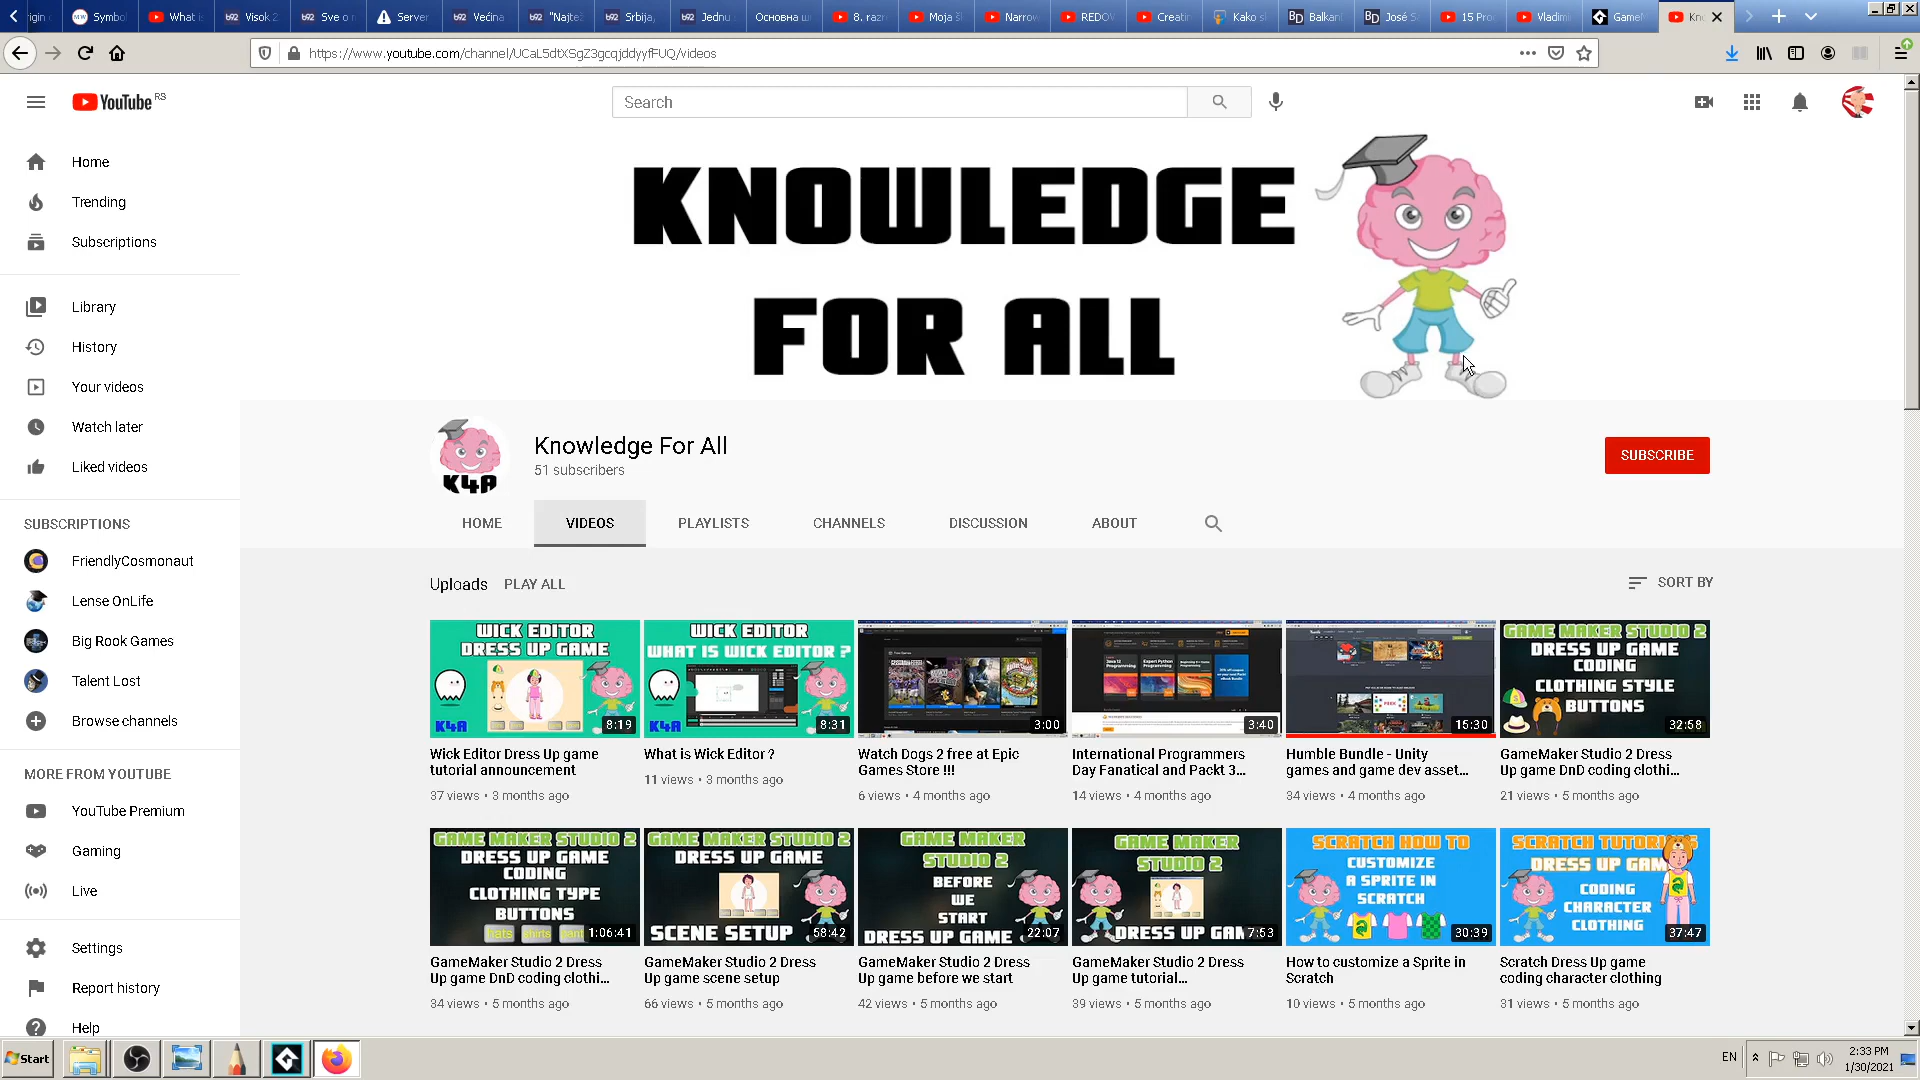 Symbo
What is
Visok 2
Sve o
Server
Većina
"Najte
Srbija,
Jednu
Основна ш
8. razr
Moja š
Narrow
REDOV
Creatin
Kako s
Balkani
José S
15 Pro
Vladimi
GameM
Kno
https://www.youtube.com/channel/UCaL5dtXSgZ3gcqjddyyfFUQ/videos
YouTube RS
Search
Home
Trending
Subscriptions
Library
History
Your videos
Watch later
Liked videos
SUBSCRIPTIONS
FriendlyCosmonaut
Lense OnLife
Big Rook Games
Talent Lost
Browse channels
MORE FROM YOUTUBE
YouTube Premium
Gaming
Live
Settings
Report history
Help
KNOWLEDGE
FOR ALL
K4A
Knowledge For All
51 subscribers
SUBSCRIBE
HOME
VIDEOS
PLAYLISTS
CHANNELS
DISCUSSION
ABOUT
Uploads
PLAY ALL
SORT BY
WICK EDITOR
DRESS UP GAME
K4A
8:19
Wick Editor Dress Up game
tutorial announcement
37 views • 3 months ago
WICK EDITOR
WHAT IS WICK EDITOR ?
K4A
8:31
What is Wick Editor ?
11 views • 3 months ago
3:00
Watch Dogs 2 free at Epic
Games Store !!!
6 views • 4 months ago
3:40
International Programmers
Day Fanatical and Packt 3...
14 views • 4 months ago
15:30
Humble Bundle - Unity
games and game dev asset...
34 views • 4 months ago
GAME MAKER STUDIO 2
DRESS UP GAME
CODING
CLOTHING STYLE
BUTTONS
32:58
GameMaker Studio 2 Dress
Up game DnD coding clothi...
21 views • 5 months ago
GAME MAKER STUDIO 2
DRESS UP GAME
CODING
CLOTHING TYPE
BUTTONS
hats shirts pant
1:06:41
GameMaker Studio 2 Dress
Up game DnD coding clothi...
34 views • 5 months ago
GAME MAKER STUDIO 2
DRESS UP GAME
SCENE SETUP
58:42
GameMaker Studio 2 Dress
Up game scene setup
66 views • 5 months ago
GAME MAKER
STUDIO 2
BEFORE
WE
START
DRESS UP GAME
22:07
GameMaker Studio 2 Dress
Up game before we start
42 views • 5 months ago
GAME MAKER
STUDIO 2
DRESS UP GAM
7:53
GameMaker Studio 2 Dress
Up game tutorial...
39 views • 5 months ago
SCRATCH HOW TO
CUSTOMIZE
A SPRITE IN
SCRATCH
30:39
How to customize a Sprite in
Scratch
10 views • 5 months ago
SCRATCH TUTORI S
DRESS UP GAM
CODING
CHARACTER
CLOTHING
37:47
Scratch Dress Up game
coding character clothing
31 views • 5 months ago
Start
EN
2:33 PM
1/30/2021